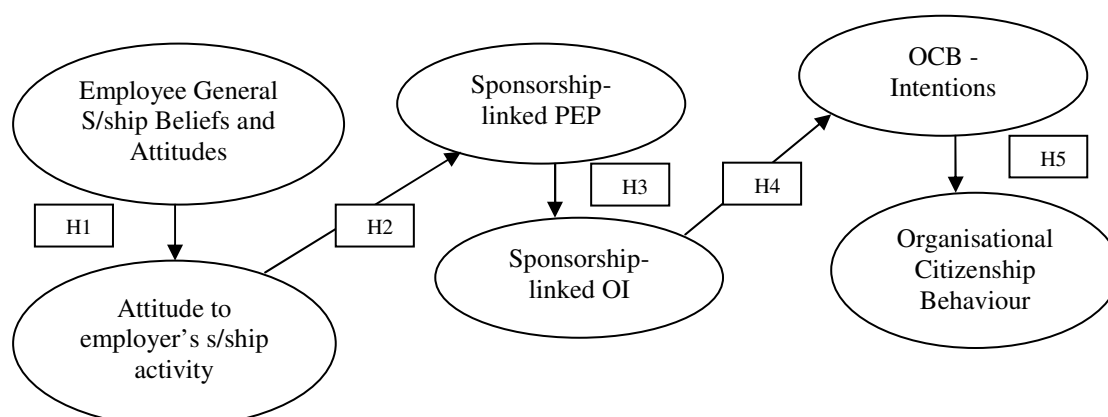 Employee General
S/ship Beliefs and
Attitudes
H1
Attitude to
employer's s/ship
activity
H2
Sponsorship-
linked PEP
H3
Sponsorship-
linked OI
H4
OCB -
Intentions
H5
Organisational
Citizenship
Behaviour